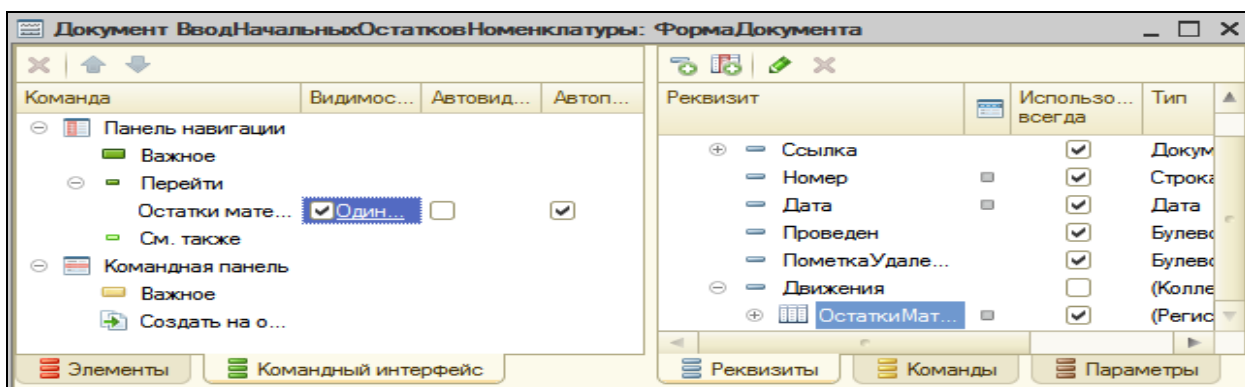 Документ ВводНачальныхОстатковНоменклатуры: ФормаДокумента
Команда Видимос... Автовид... Автоп...
Панель навигации
Важное
Перейти
Остатки мате... Один...
См. также
Командная панель
Важное
Создать на о...
Элементы Командный интерфейс
Реквизит Использо... всегда Тип
Ссылка Докум
Номер Строка
Дата Дата
Проведен Булево
ПометкаУдале... Булево
Движения (Колле
ОстаткиМат... (Регис
Реквизиты Команды Параметры